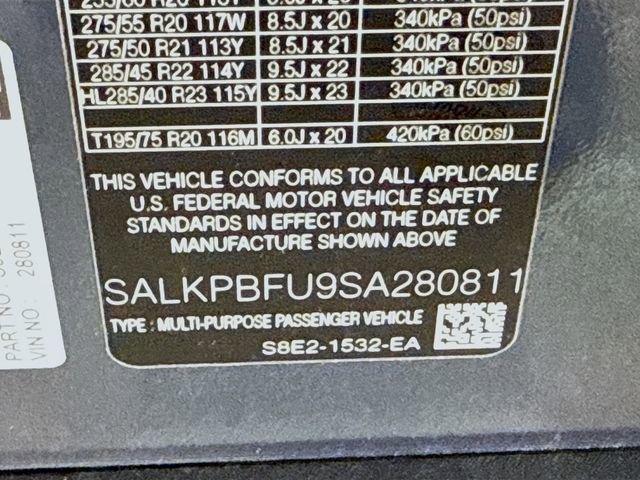 275/55 R20 117W 8.5J x 20 340kPa (50psi)
275/50 R21 113Y 8.5J x 21 340kPa (50psi)
285/45 R22 114Y 9.5J x 22 340kPa (50psi)
HL285/40 R23 115Y 9.5J x 23 340kPa (50psi)
T195/75 R20 116M 6.0J x 20 420kPa (60psi)
THIS VEHICLE CONFORMS TO ALL APPLICABLE
U.S. FEDERAL MOTOR VEHICLE SAFETY
STANDARDS IN EFFECT ON THE DATE OF
MANUFACTURE SHOWN ABOVE
SALKPBFU9SA280811
TYPE : MULTI-PURPOSE PASSENGER VEHICLE
S8E2-1532-EA
PART NO :
VIN NO : 280811